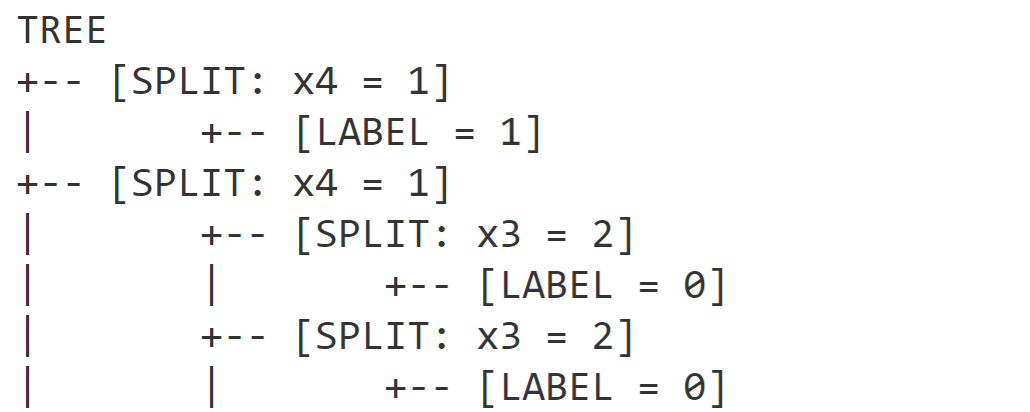 TREE
+-- [SPLIT: x4 = 1]
|       +-- [LABEL = 1]
+-- [SPLIT: x4 = 1]
|       +-- [SPLIT: x3 = 2]
|       |       +-- [LABEL = 0]
|       +-- [SPLIT: x3 = 2]
|       |       +-- [LABEL = 0]